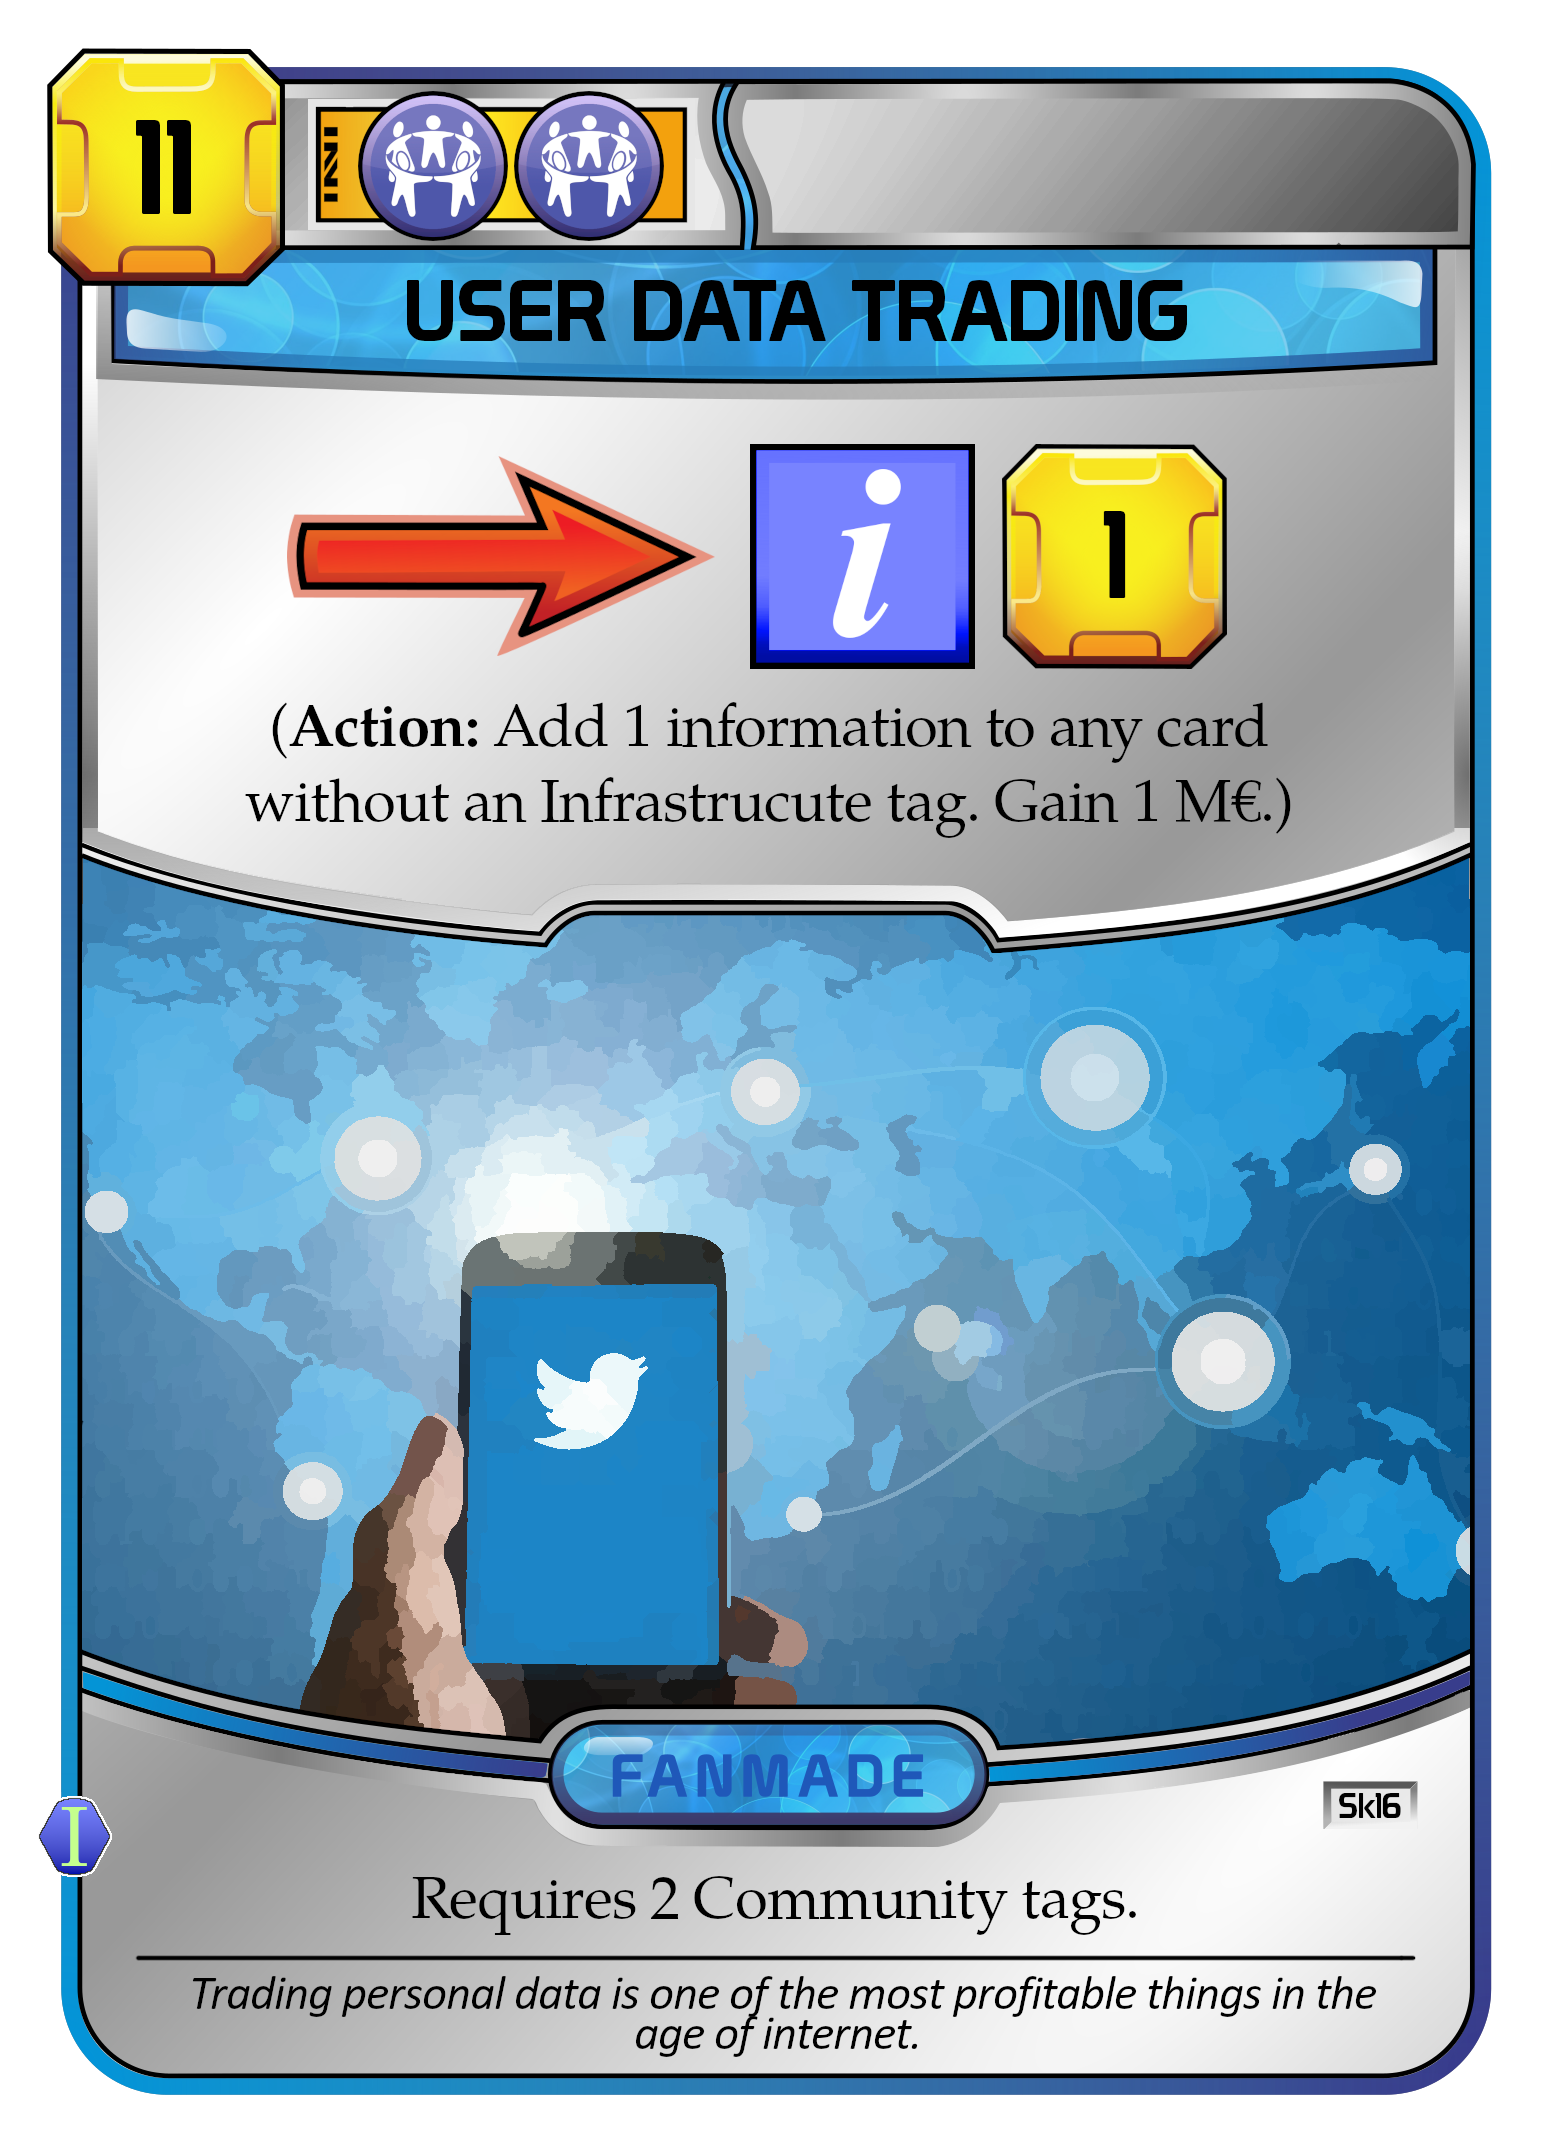 11
INI
USER DATA TRADING
i 1
(Action: Add 1 information to any card
without an Infrastrucute tag. Gain 1 M€.)
FANMADE
Sk16
I
Requires 2 Community tags.
Trading personal data is one of the most profitable things in the
age of internet.